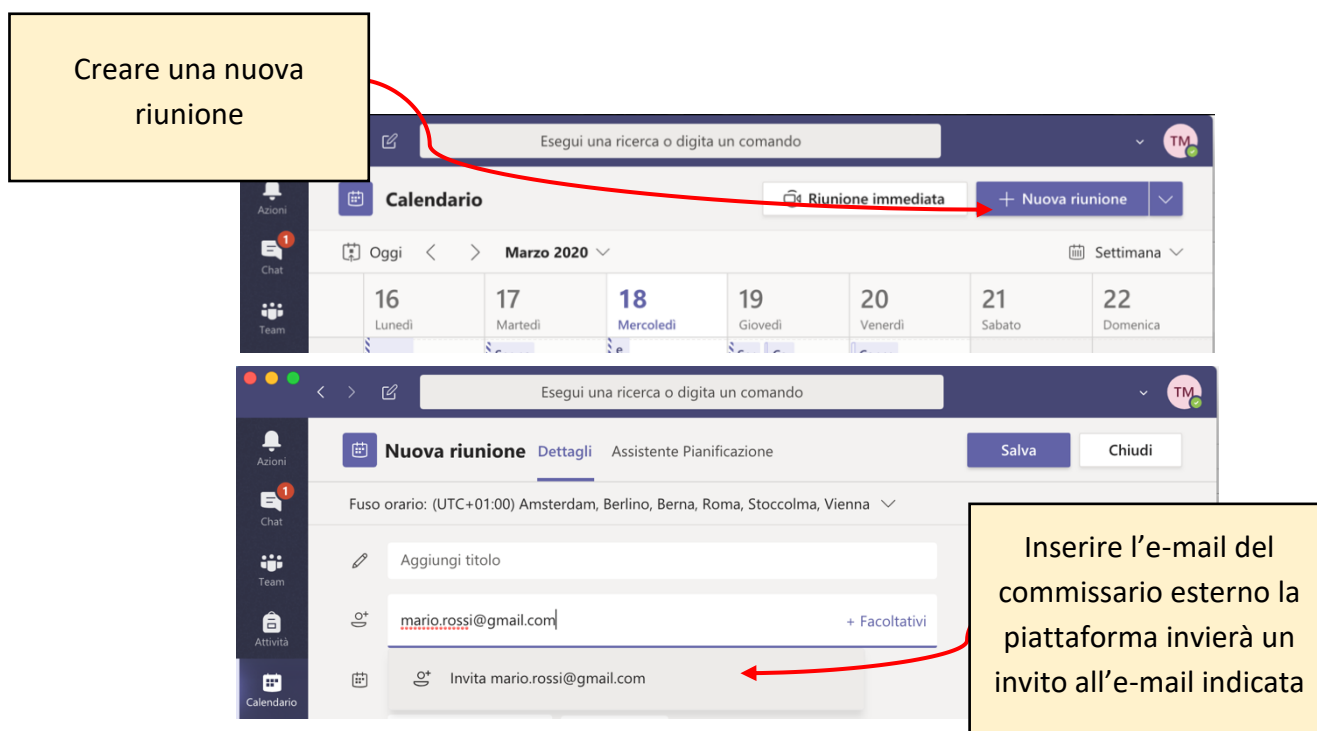 Creare una nuova
riunione
Esegui una ricerca o digita un comando
TM
Azioni
Calendario
Riunione immediata
+ Nuova riunione
1
Chat
Oggi < > Marzo 2020
Settimana
Team
16 17 18 19 20 21 22
Lunedì Martedì Mercoledì Giovedì Venerdì Sabato Domenica
< > Esegui una ricerca o digita un comando
TM
Azioni
Nuova riunione Dettagli Assistente Pianificazione
Salva Chiudi
1
Chat
Fuso orario: (UTC+01:00) Amsterdam, Berlino, Berna, Roma, Stoccolma, Vienna
Team
Aggiungi titolo
mario.rossi@gmail.com
+ Facoltativi
Attività
Invita mario.rossi@gmail.com
Calendario
Inserire l’e-mail del
commissario esterno la
piattaforma invierà un
invito all’e-mail indicata